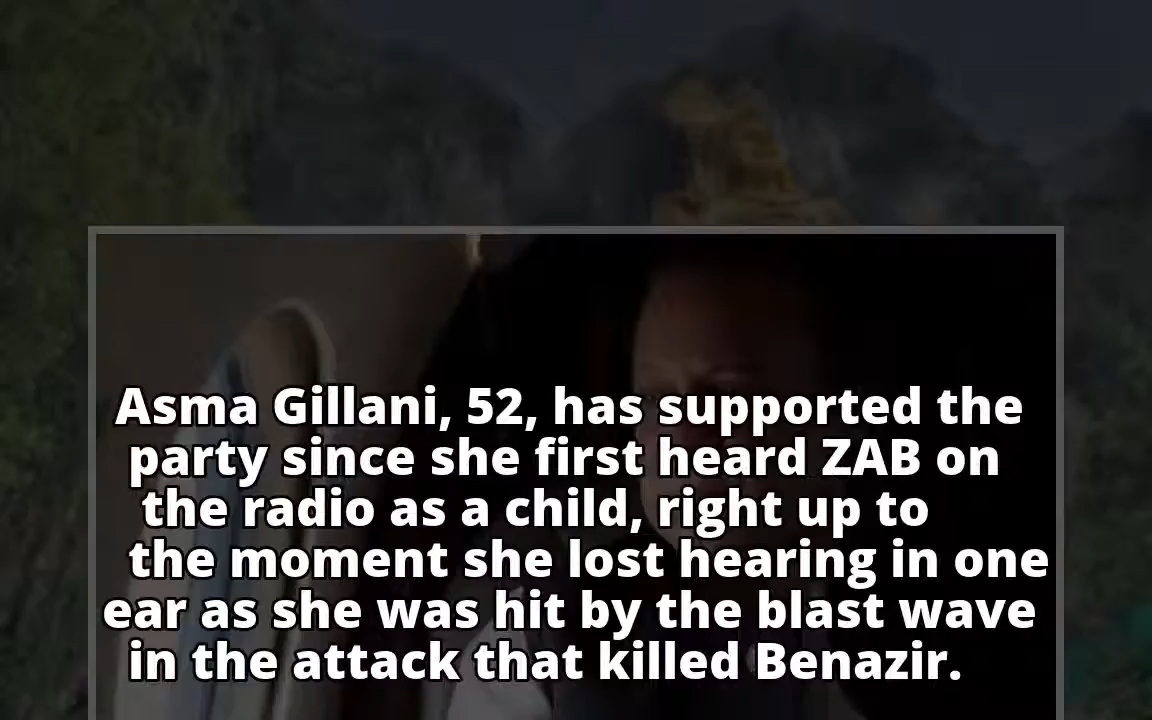 Asma Gillani, 52, has supported the
party since she first heard ZAB on
the radio as a child, right up to
the moment she lost hearing in one
ear as she was hit by the blast wave
in the attack that killed Benazir.